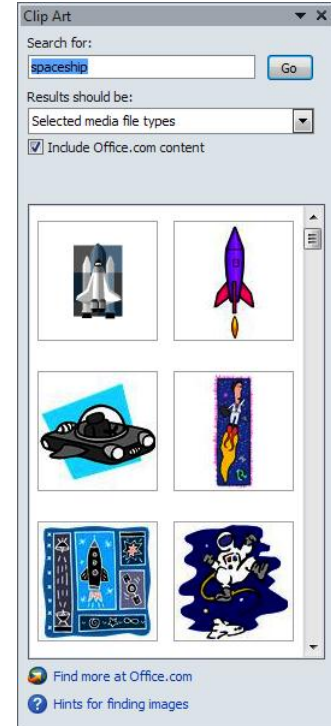 Clip Art
Search for:
spaceship
Go
Results should be:
Selected media file types
Include Office.com content
Find more at Office.com
Hints for finding images